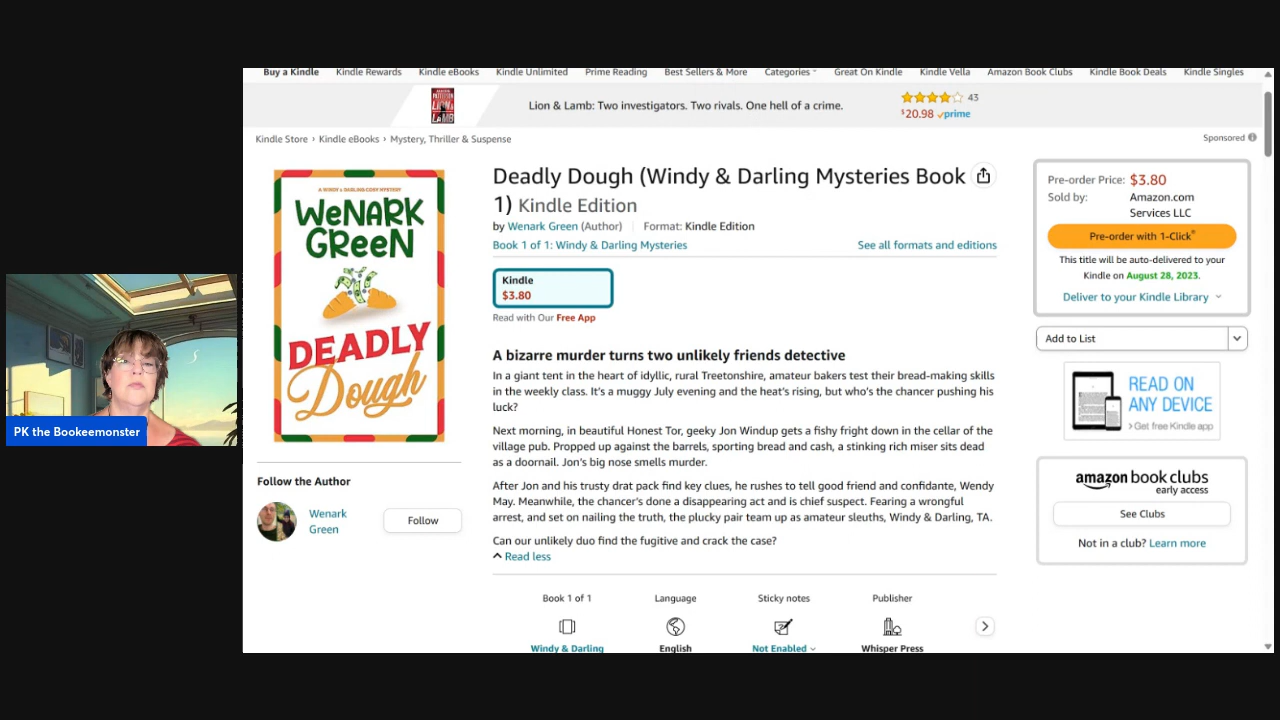 Buy a Kindle Kindle Rewards Kindle eBooks Kindle Unlimited Prime Reading Best Sellers & More Categories Great On Kindle Kindle Vella Amazon Book Clubs Kindle Book Deals Kindle Singles
LION &
LAMB
Lion & Lamb: Two investigators. Two rivals. One hell of a crime.
43
$20.98 prime
Kindle Store › Kindle eBooks › Mystery, Thriller & Suspense
Sponsored
A WINDY & DARLING COZY MYSTERY
WENARK
GREEN
DEADLY
Dough
Deadly Dough (Windy & Darling Mysteries Book
1) Kindle Edition
by Wenark Green (Author) Format: Kindle Edition
Book 1 of 1: Windy & Darling Mysteries See all formats and editions
Kindle
$3.80
Read with Our Free App
A bizarre murder turns two unlikely friends detective
In a giant tent in the heart of idyllic, rural Treetonshire, amateur bakers test their bread-making skills
in the weekly class. It's a muggy July evening and the heat's rising, but who's the chancer pushing his
luck?
Next morning, in beautiful Honest Tor, geeky Jon Windup gets a fishy fright down in the cellar of the
village pub. Propped up against the barrels, sporting bread and cash, a stinking rich miser sits dead
as a doornail. Jon's big nose smells murder.
After Jon and his trusty drat pack find key clues, he rushes to tell good friend and confidante, Wendy
May. Meanwhile, the chancer's done a disappearing act and is chief suspect. Fearing a wrongful
arrest, and set on nailing the truth, the plucky pair team up as amateur sleuths, Windy & Darling, TA.
Can our unlikely duo find the fugitive and crack the case?
Read less
Book 1 of 1 Language Sticky notes Publisher
Windy & Darling English Not Enabled Whisper Press
Follow the Author
Wenark
Green
Follow
Pre-order Price: $3.80
Sold by: Amazon.com
Services LLC
Pre-order with 1-Click®
This title will be auto-delivered to your
Kindle on August 28, 2023.
Deliver to your Kindle Library
Add to List
READ ON
ANY DEVICE
› Get free Kindle app
amazon book clubs
early access
See Clubs
Not in a club? Learn more
PK the Bookeemonster